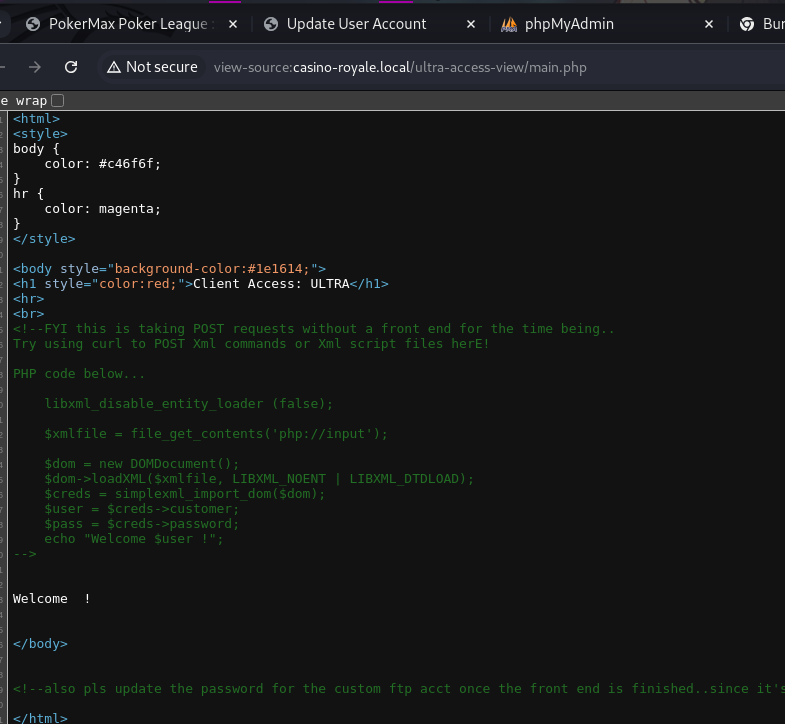 PokerMax Poker League :
Update User Account
phpMyAdmin
Bur
Not secure
view-source:casino-royale.local/ultra-access-view/main.php
e wrap
<html>
<style>
body {
    color: #c46f6f;
}
hr {
    color: magenta;
}
</style>
<body style="background-color:#1e1614;">
<h1 style="color:red;">Client Access: ULTRA</h1>
<hr>
<br>
<!--FYI this is taking POST requests without a front end for the time being..
Try using curl to POST Xml commands or Xml script files herE!
PHP code below...
    libxml_disable_entity_loader (false);
    $xmlfile = file_get_contents('php://input');
    $dom = new DOMDocument();
    $dom->loadXML($xmlfile, LIBXML_NOENT | LIBXML_DTDLOAD);
    $creds = simplexml_import_dom($dom);
    $user = $creds->customer;
    $pass = $creds->password;
    echo "Welcome $user !";
-->
Welcome  !
</body>
<!--also pls update the password for the custom ftp acct once the front end is finished..since it's
</html>